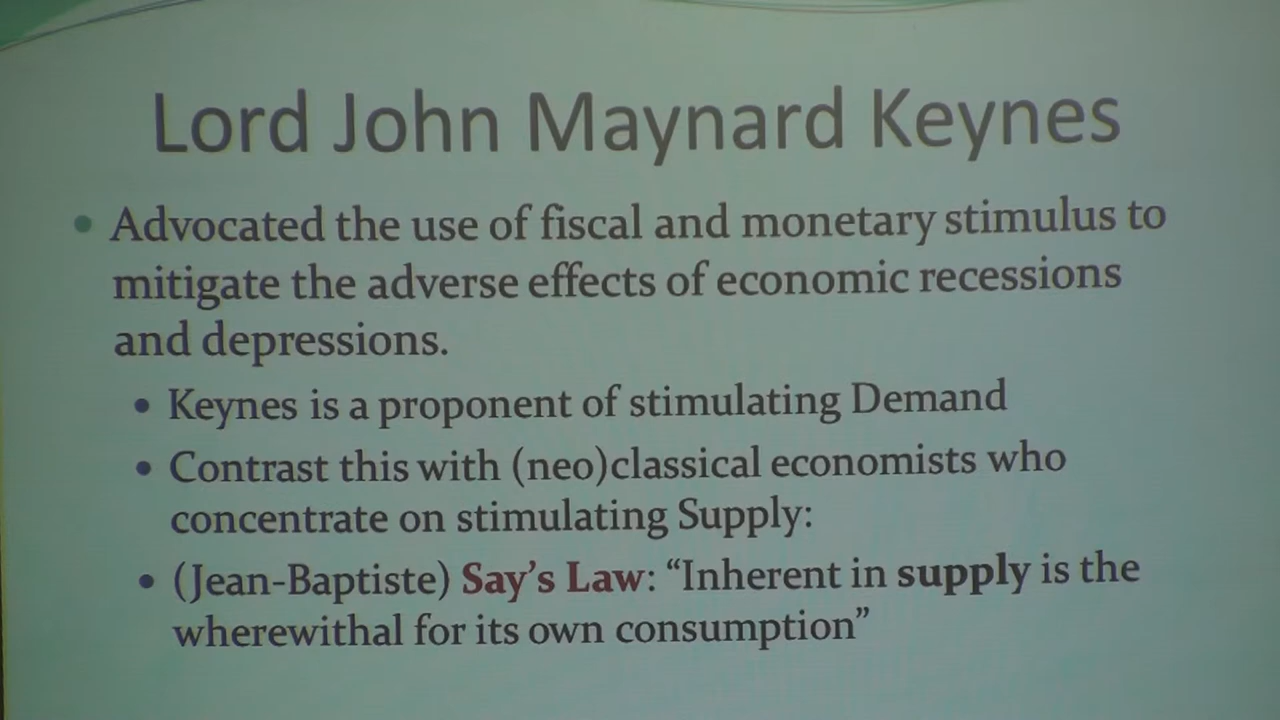 Lord John Maynard Keynes
• Advocated the use of fiscal and monetary stimulus to
mitigate the adverse effects of economic recessions
and depressions.
• Keynes is a proponent of stimulating Demand
• Contrast this with (neo)classical economists who
concentrate on stimulating Supply:
• (Jean-Baptiste) Say’s Law: “Inherent in supply is the
wherewithal for its own consumption”